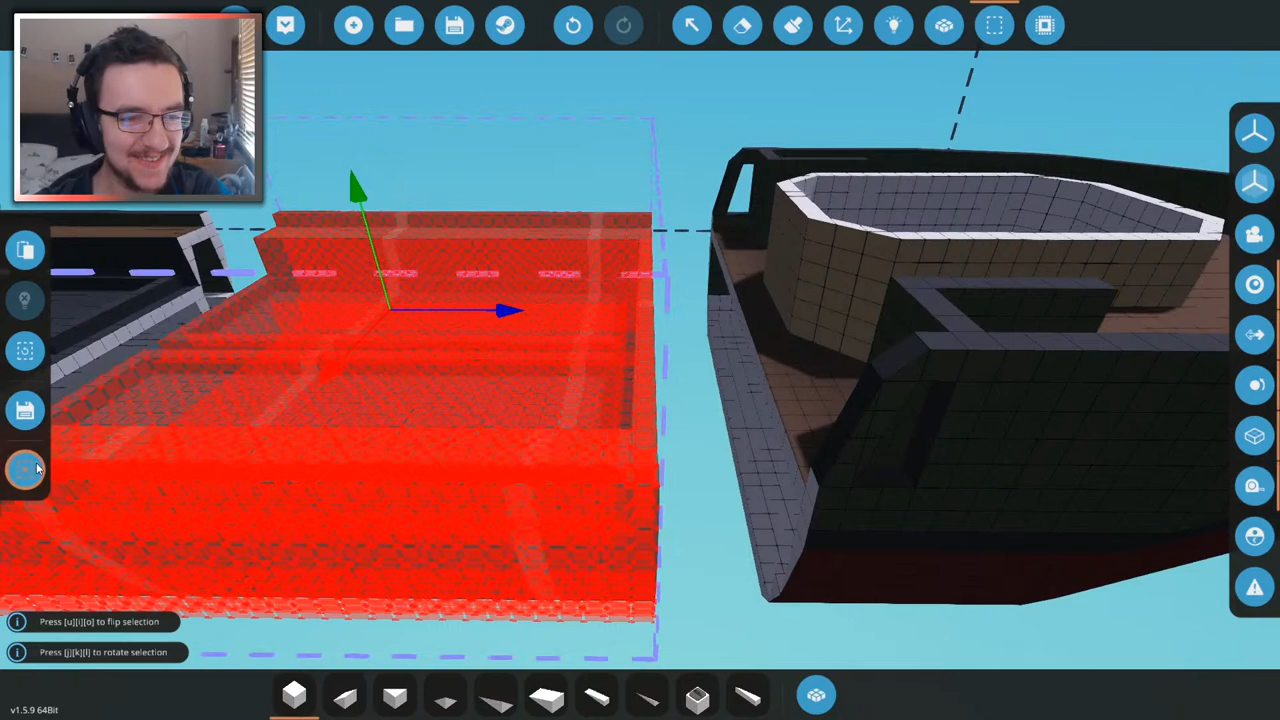 Press [u][i][o] to flip selection
Press [j][k][l] to rotate selection
v1.5.9 64Bit